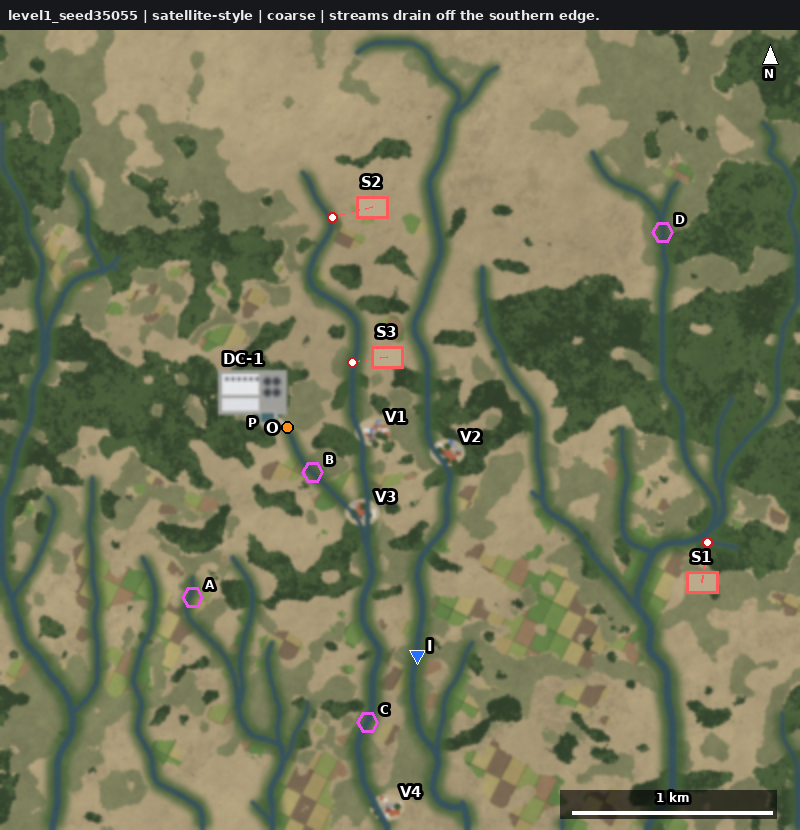 level1_seed35055 | satellite-style | coarse | streams drain off the southern edge.
N
S2
D
S3
DC-1
P
O
V1
V2
B
V3
S1
A
I
C
V4
1 km